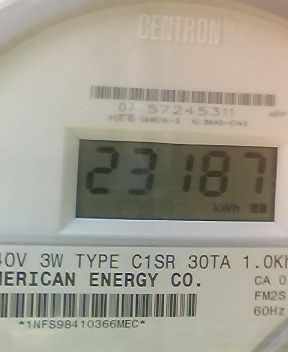 CENTRON®
07 57245311
23187
kWh
40V 3W TYPE C1SR 30TA 1.0Kh
MERICAN ENERGY CO.
CA 0
FM2S
60Hz
*1NFS98410366MEC*